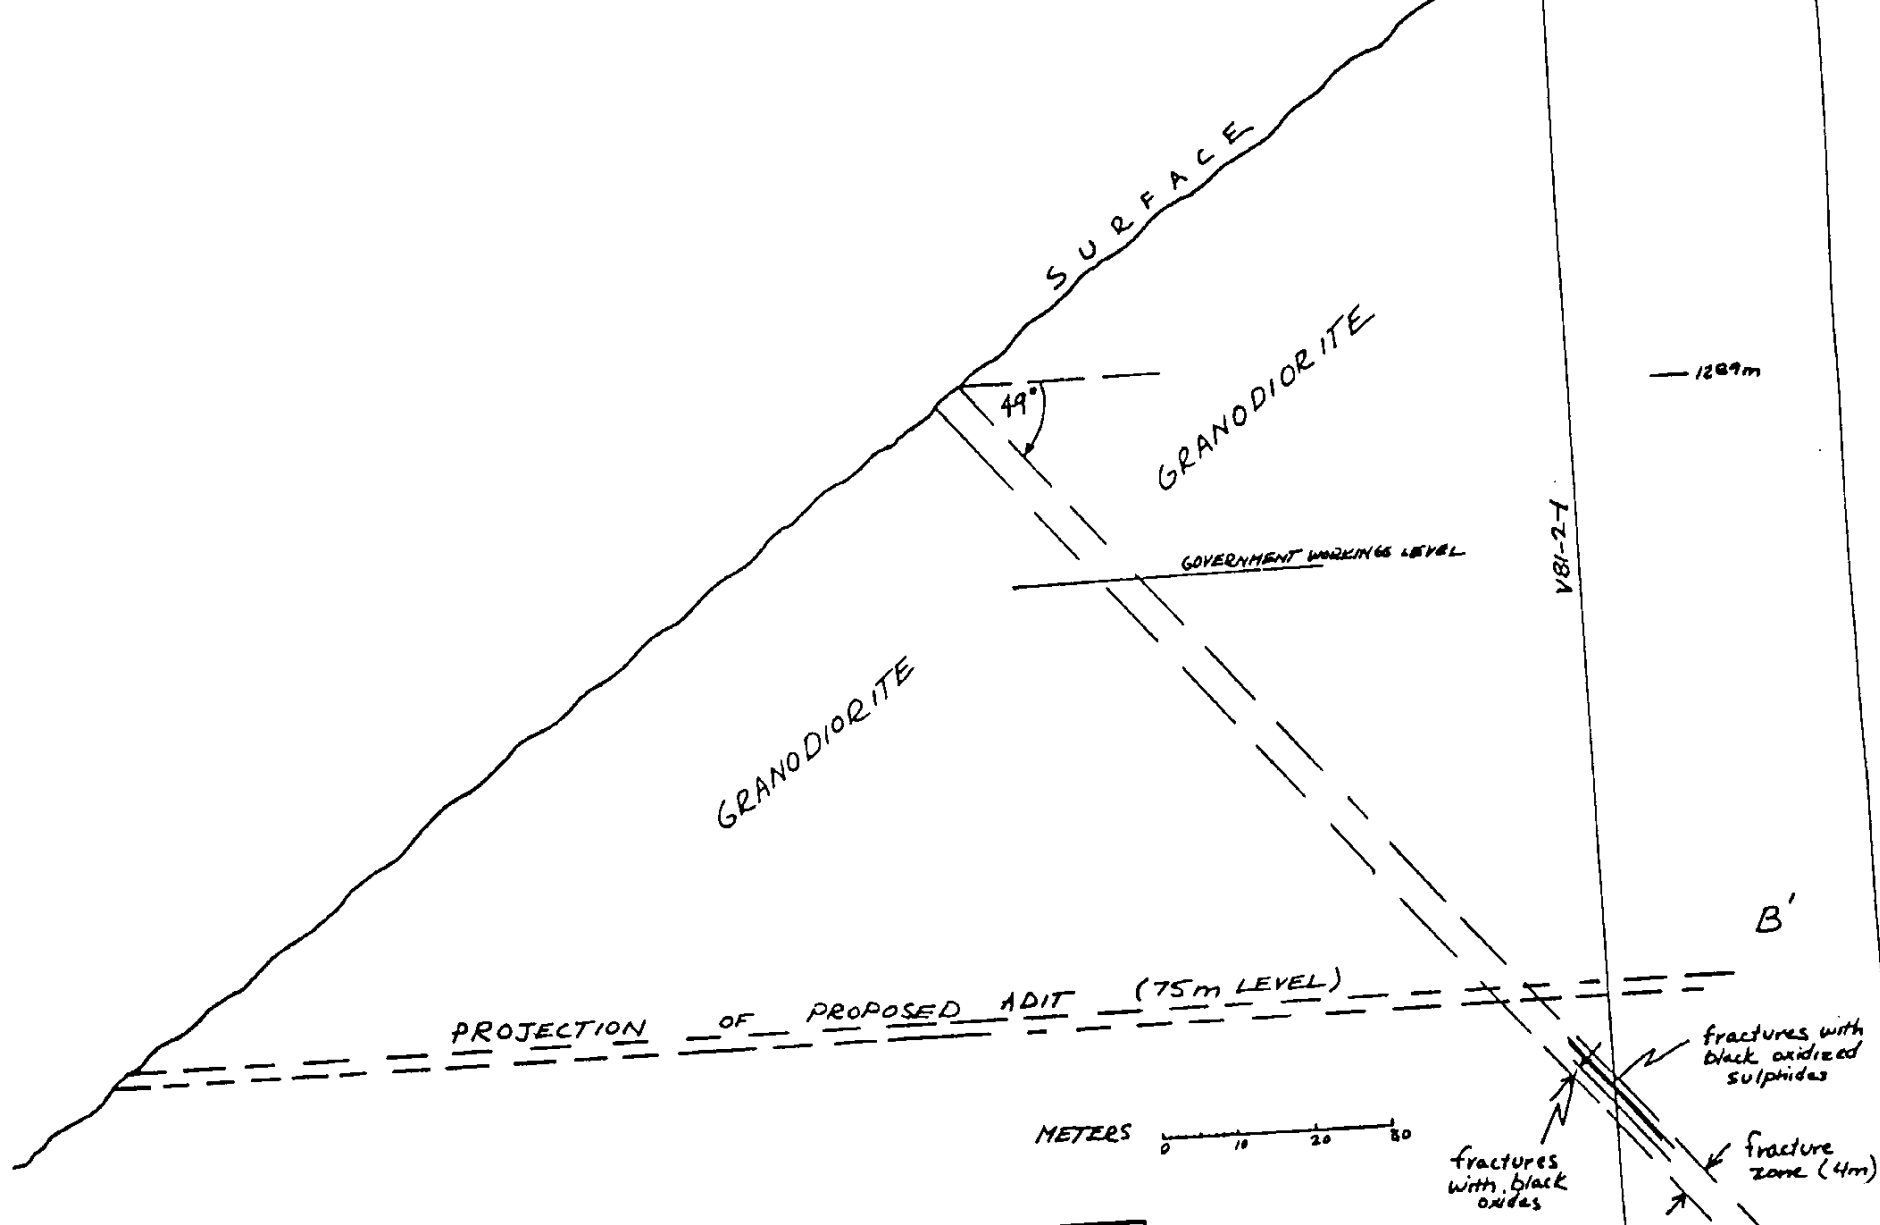 SURFACE
1289m
49°
GRANODIORITE
V81-2-1
GOVERNMENT WORKINGS LEVEL
GRANODIORITE
B'
PROJECTION OF PROPOSED ADIT (75m LEVEL)
fractures with
black oxidized
sulphides
METERS
0 10 20 30
fractures
with black
oxides
fracture
zone (4m)